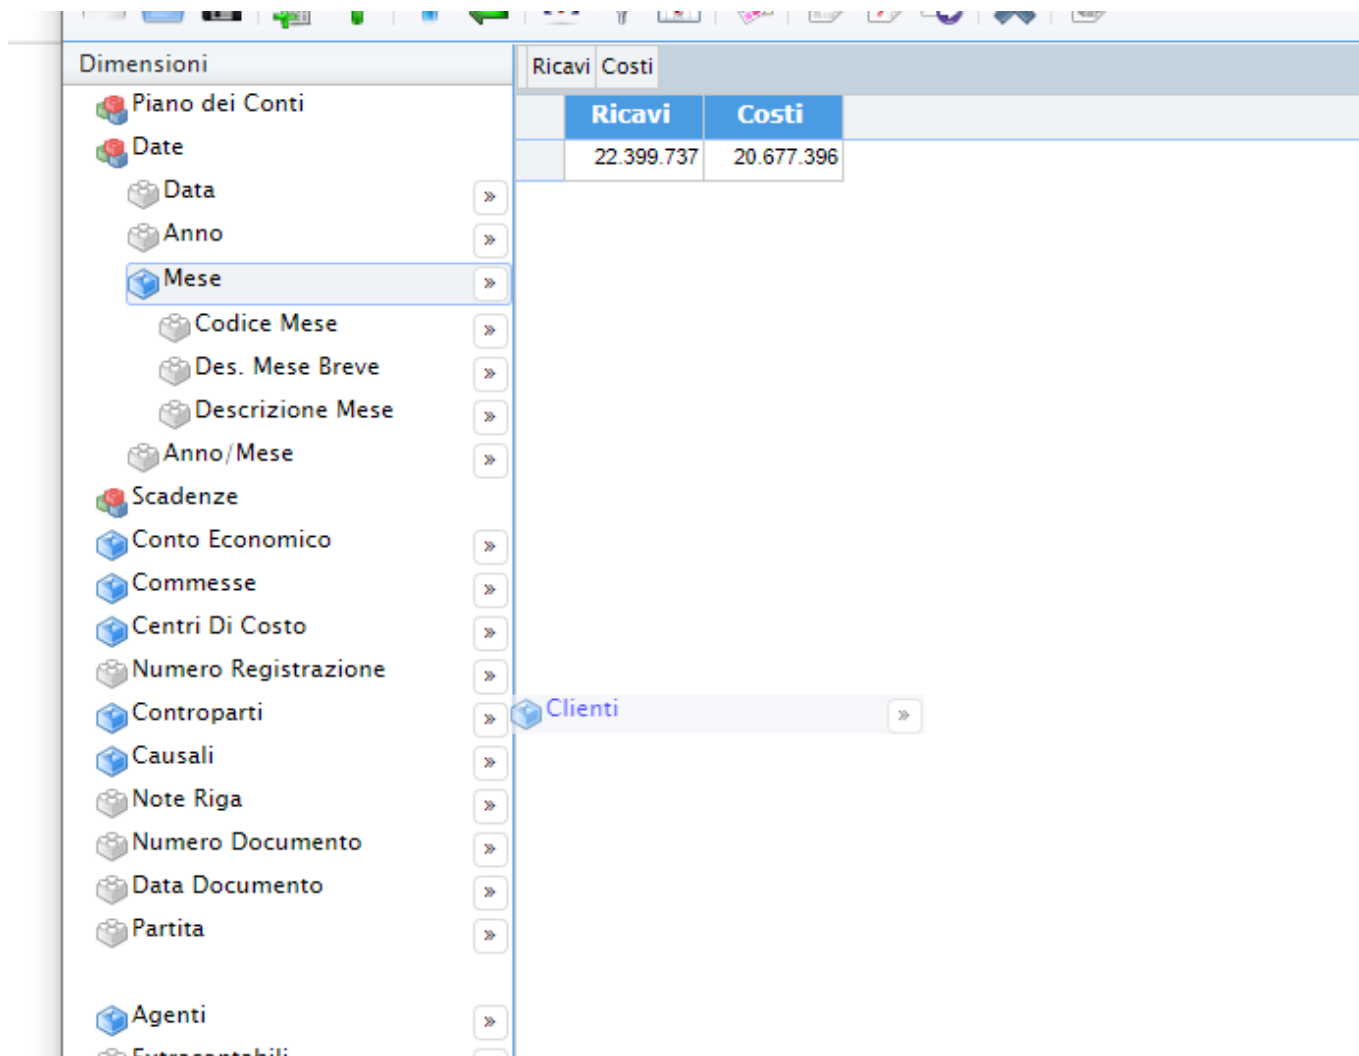 Dimensioni
Ricavi Costi
Piano dei Conti
Ricavi Costi
Date
22.399.737 20.677.396
Data
Anno
Mese
Codice Mese
Des. Mese Breve
Descrizione Mese
Anno/Mese
Scadenze
Conto Economico
Commesse
Centri Di Costo
Numero Registrazione
Controparti
Clienti
Causali
Note Riga
Numero Documento
Data Documento
Partita
Agenti
Extracontabili